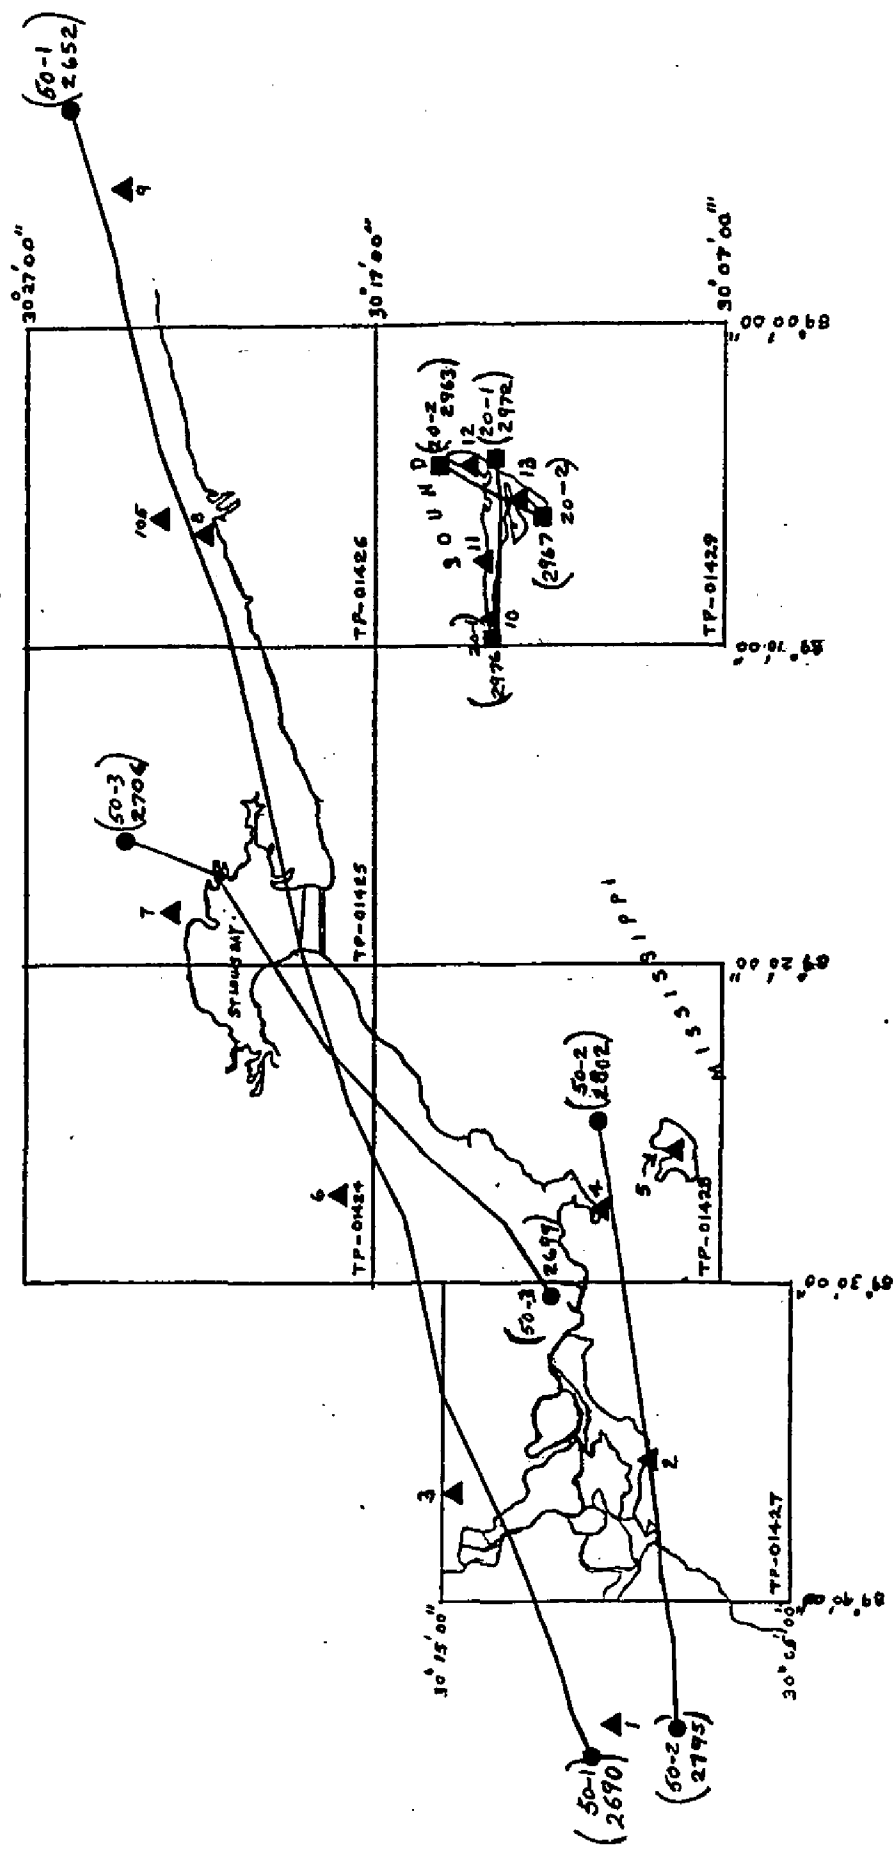 (50-1)
2652
9
30° 27' 00"
30° 17' 00"
30° 07' 00"'
89° 00' 00"
105
8
TP-01426
(20-2)
2963
12
(20-1)
2972
13
(2967
20-2)
SOUND
11
10
(2976
20-1)
TP-01429
89° 10' 00"
(50-3)
2706
7
ST LOUIS BAY.
TP-01425
89° 20' 00"
MISSISSIPPI
(50-2)
2802
6
TP-01424
5
4
TP-01428
(50-3
2699)
89° 30' 00"
3
2
TP-01427
89° 40' 00"
30° 15' 00"
30° 05' 00"
1
(50-1)
2690
(50-2)
2795